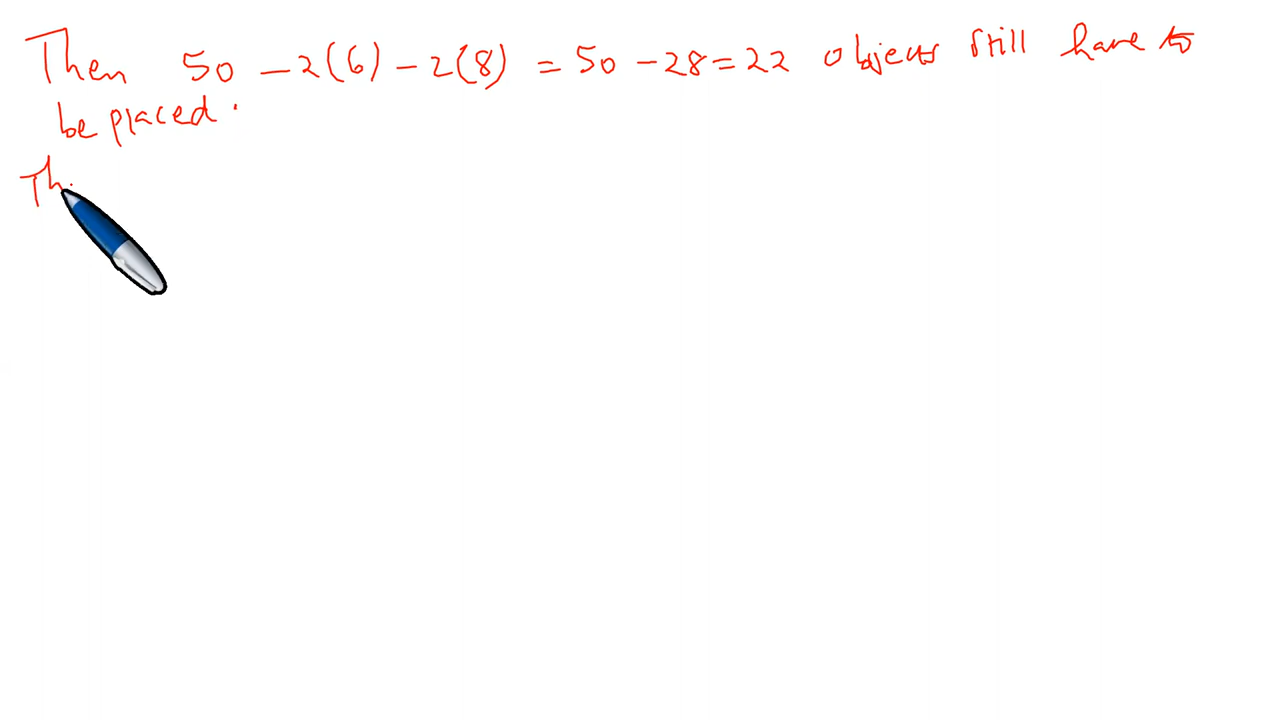 Then 50 - 2(6) - 2(8) = 50 - 28 = 22 objects still have to
be placed.
Th